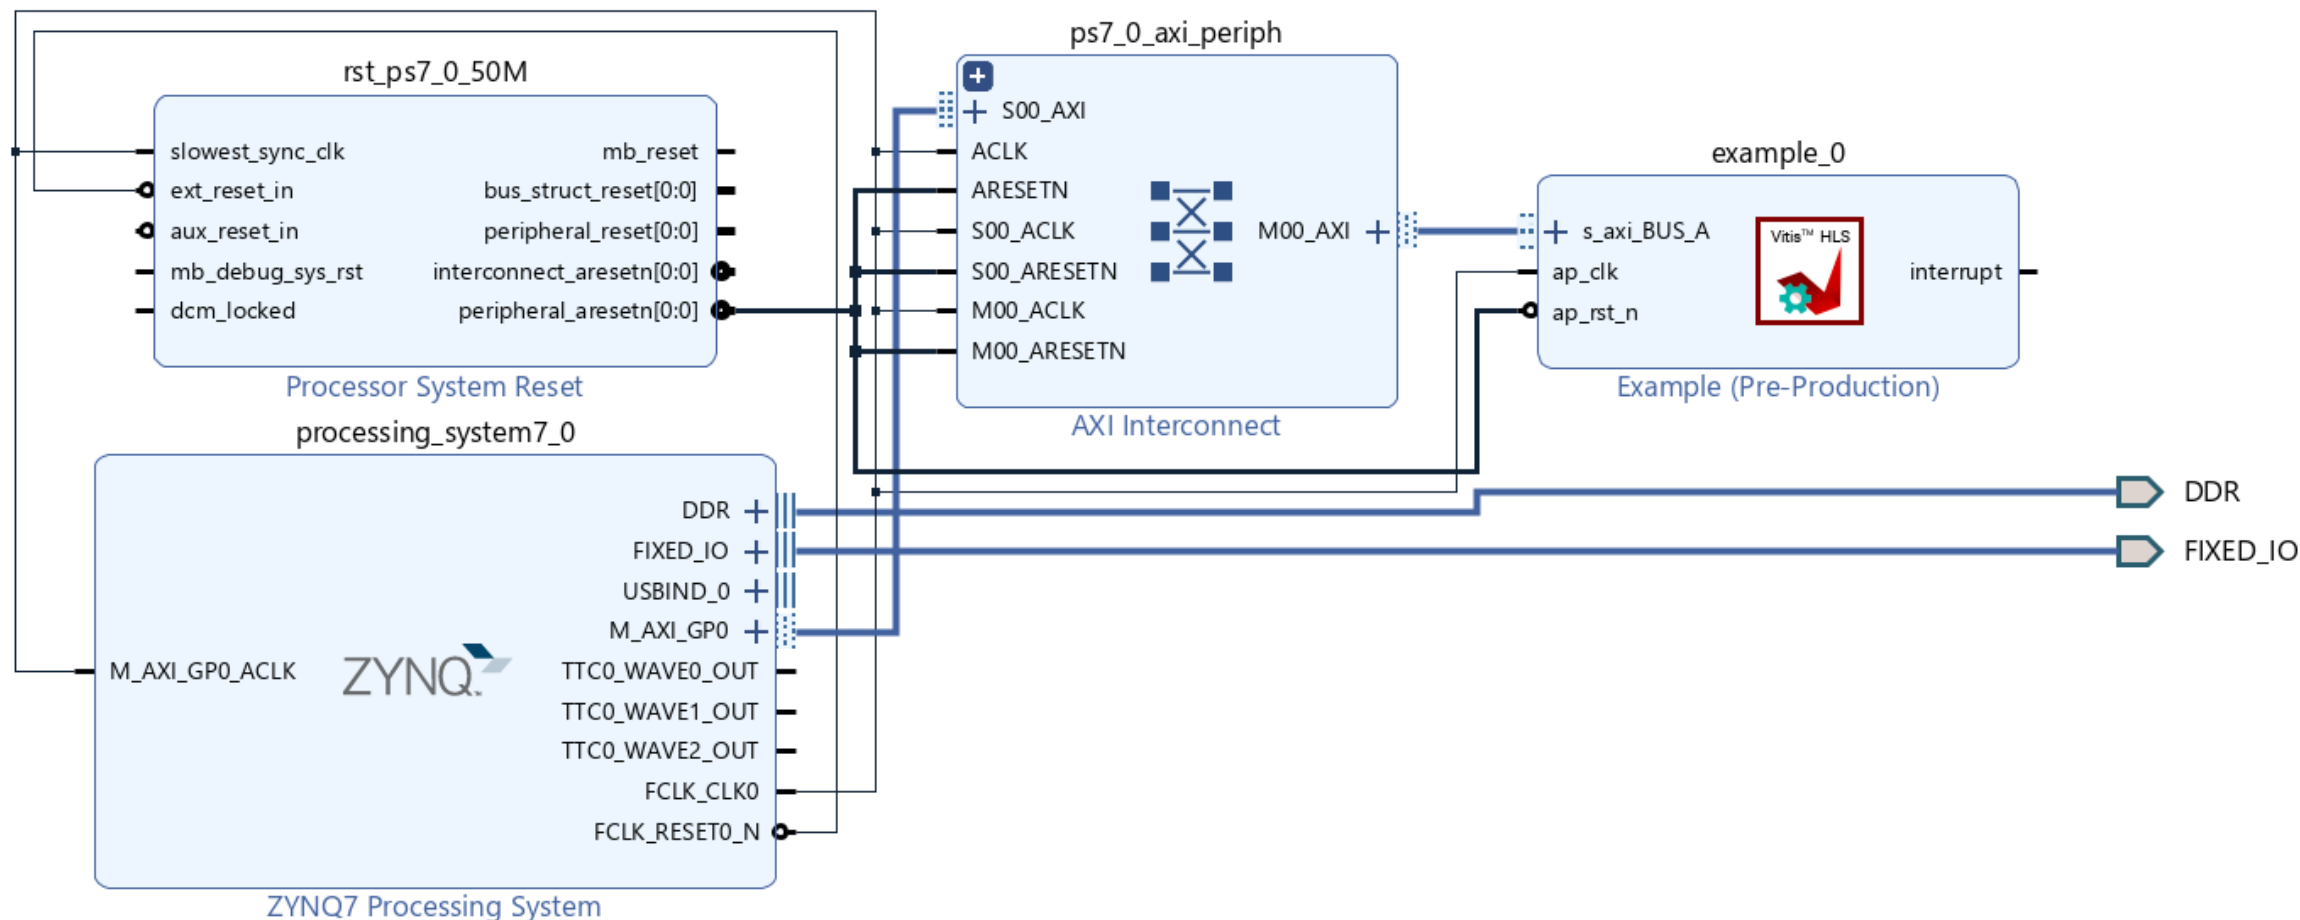 rst_ps7_0_50M
slowest_sync_clk
ext_reset_in
aux_reset_in
mb_debug_sys_rst
dcm_locked
mb_reset
bus_struct_reset[0:0]
peripheral_reset[0:0]
interconnect_aresetn[0:0]
peripheral_aresetn[0:0]
Processor System Reset
processing_system7_0
M_AXI_GP0_ACLK
ZYNQ
DDR
FIXED_IO
USBIND_0
M_AXI_GP0
TTC0_WAVE0_OUT
TTC0_WAVE1_OUT
TTC0_WAVE2_OUT
FCLK_CLK0
FCLK_RESET0_N
ZYNQ7 Processing System
ps7_0_axi_periph
S00_AXI
ACLK
ARESETN
S00_ACLK
S00_ARESETN
M00_ACLK
M00_ARESETN
M00_AXI
AXI Interconnect
example_0
s_axi_BUS_A
ap_clk
ap_rst_n
Vitis™ HLS
interrupt
Example (Pre-Production)
DDR
FIXED_IO